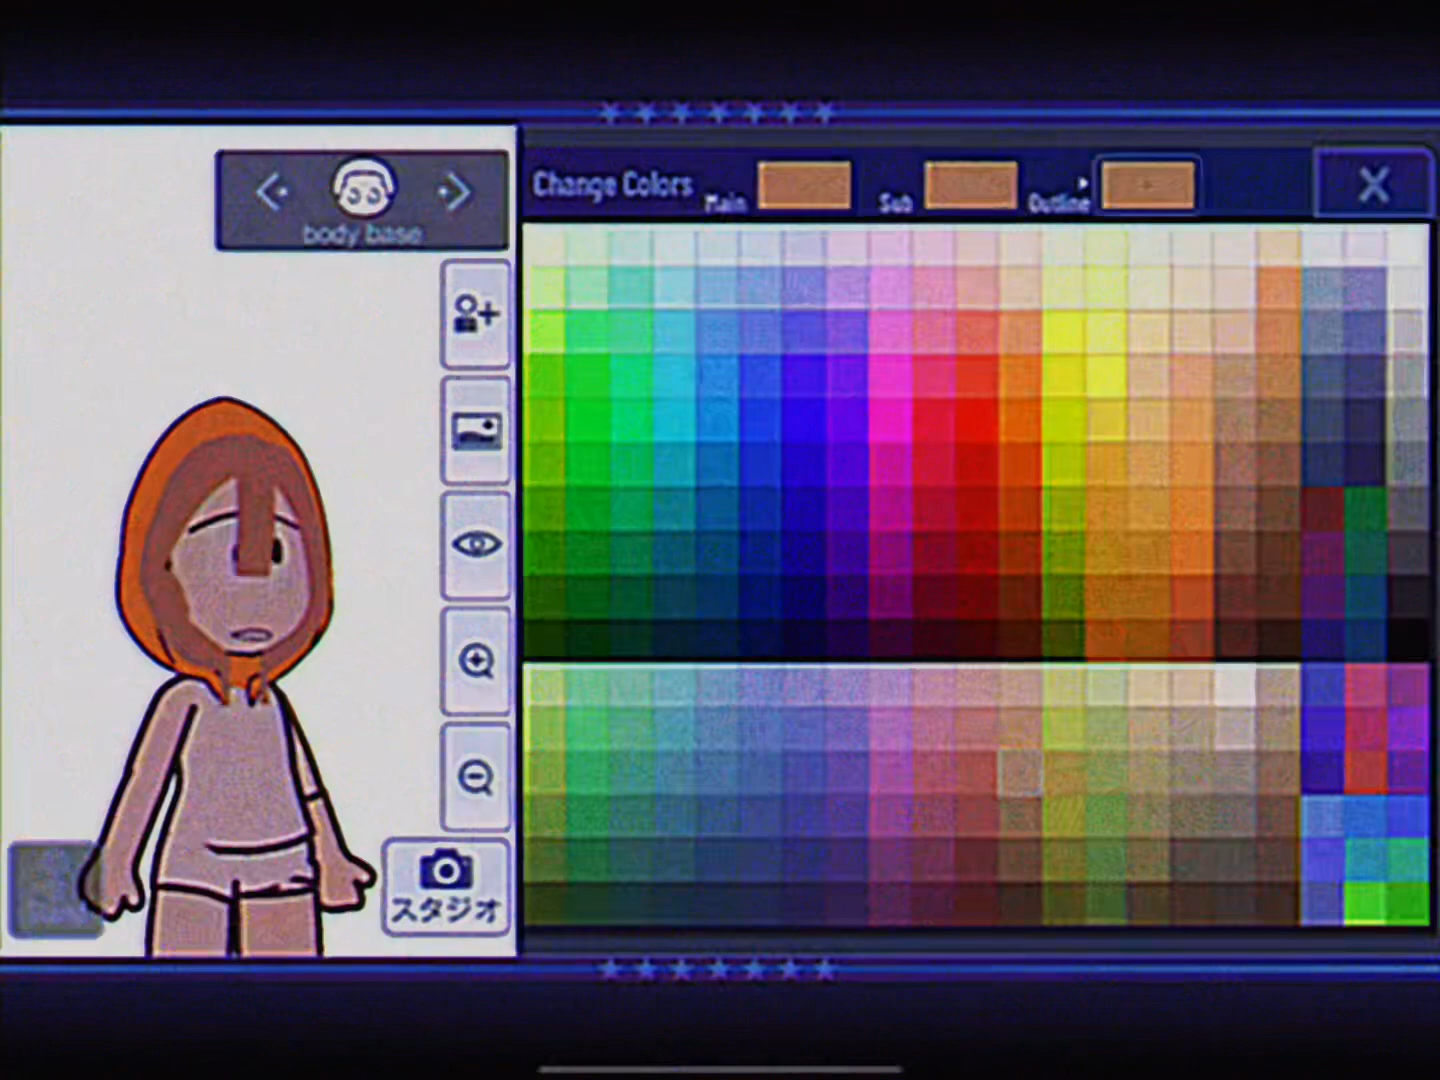 body base
スタジオ
Change Colors
Main
Sub
Outline
X